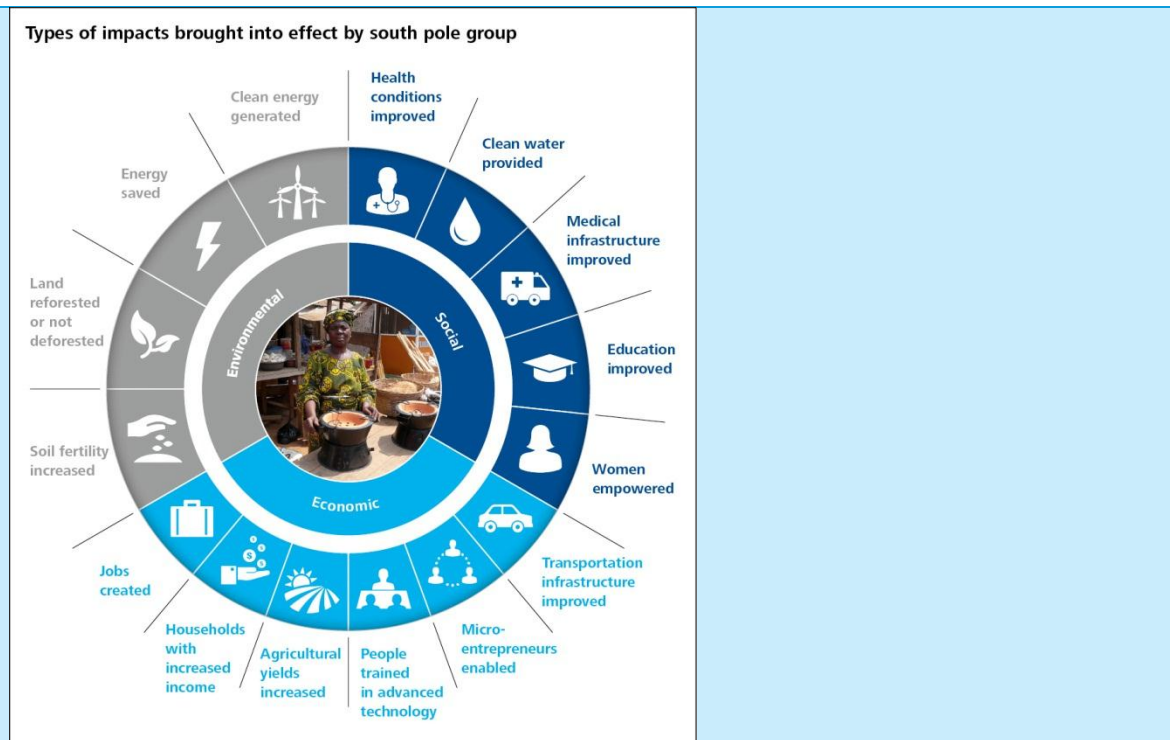 Types of impacts brought into effect by south pole group
Health
conditions
improved
Clean water
provided
Medical
infrastructure
improved
Education
improved
Women
empowered
Transportation
infrastructure
improved
Micro-
entrepreneurs
enabled
People
trained
in advanced
technology
Agricultural
yields
increased
Households
with
increased
income
Jobs
created
Soil fertility
increased
Land
reforested
or not
deforested
Energy
saved
Clean energy
generated
Environmental
Social
Economic